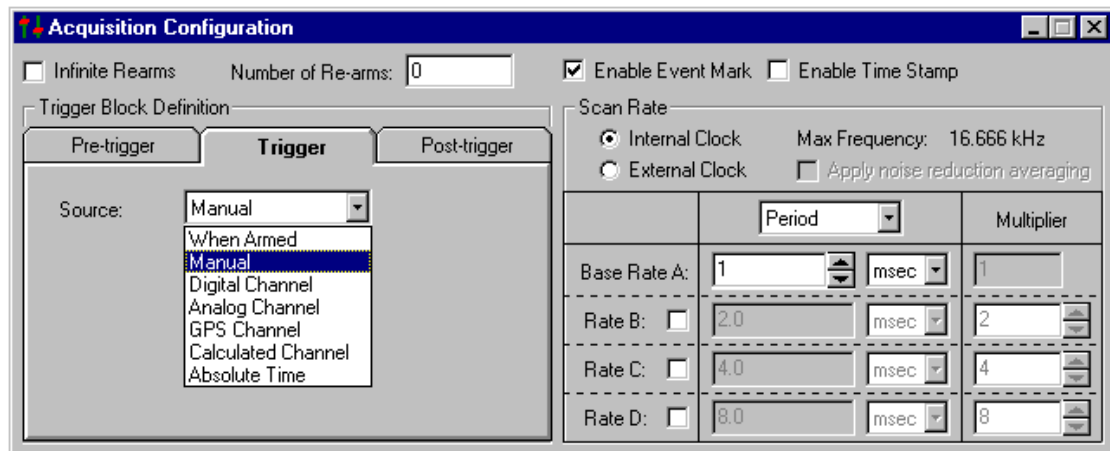 Acquisition Configuration
Infinite Rearms Number of Re-arms: 0 Enable Event Mark Enable Time Stamp
Trigger Block Definition
Pre-trigger Trigger Post-trigger
Source: Manual
When Armed
Manual
Digital Channel
Analog Channel
GPS Channel
Calculated Channel
Absolute Time
Scan Rate
Internal Clock Max Frequency: 16.666 kHz
External Clock Apply noise reduction averaging
Period Multiplier
Base Rate A: 1 msec 1
Rate B: 2.0 msec 2
Rate C: 4.0 msec 4
Rate D: 8.0 msec 8